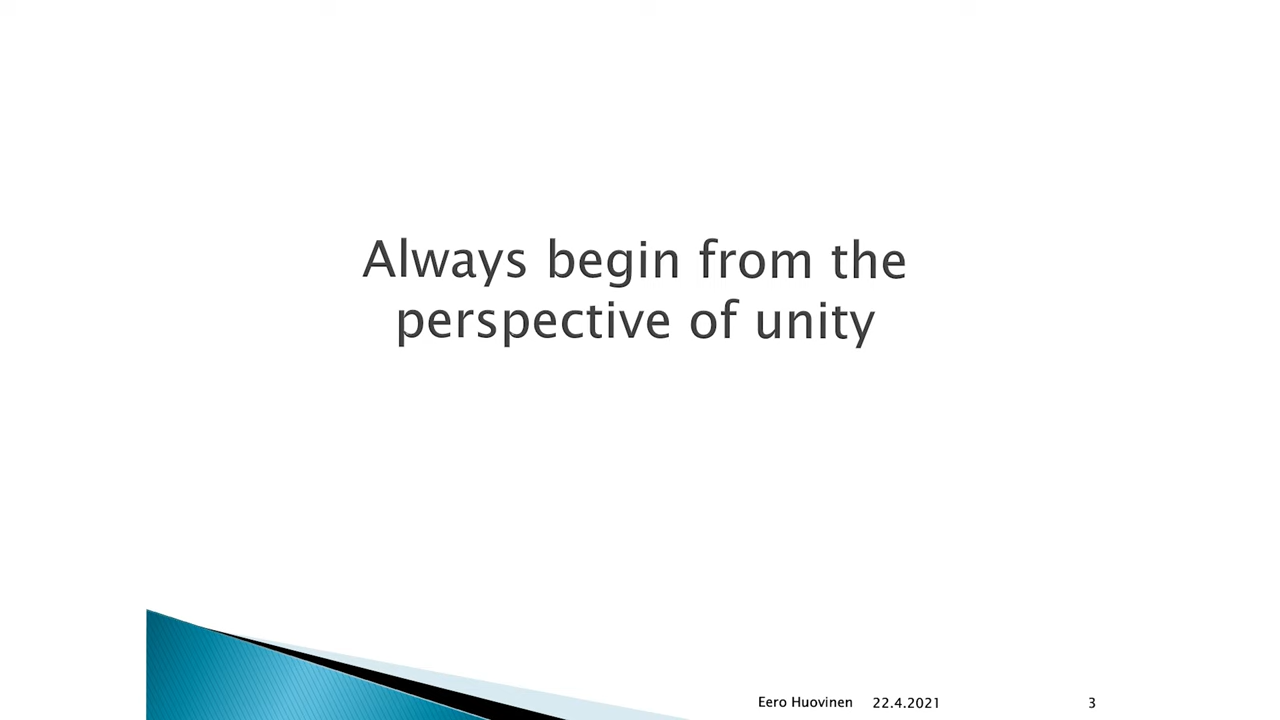 Always begin from the
perspective of unity
Eero Huovinen 22.4.2021 3